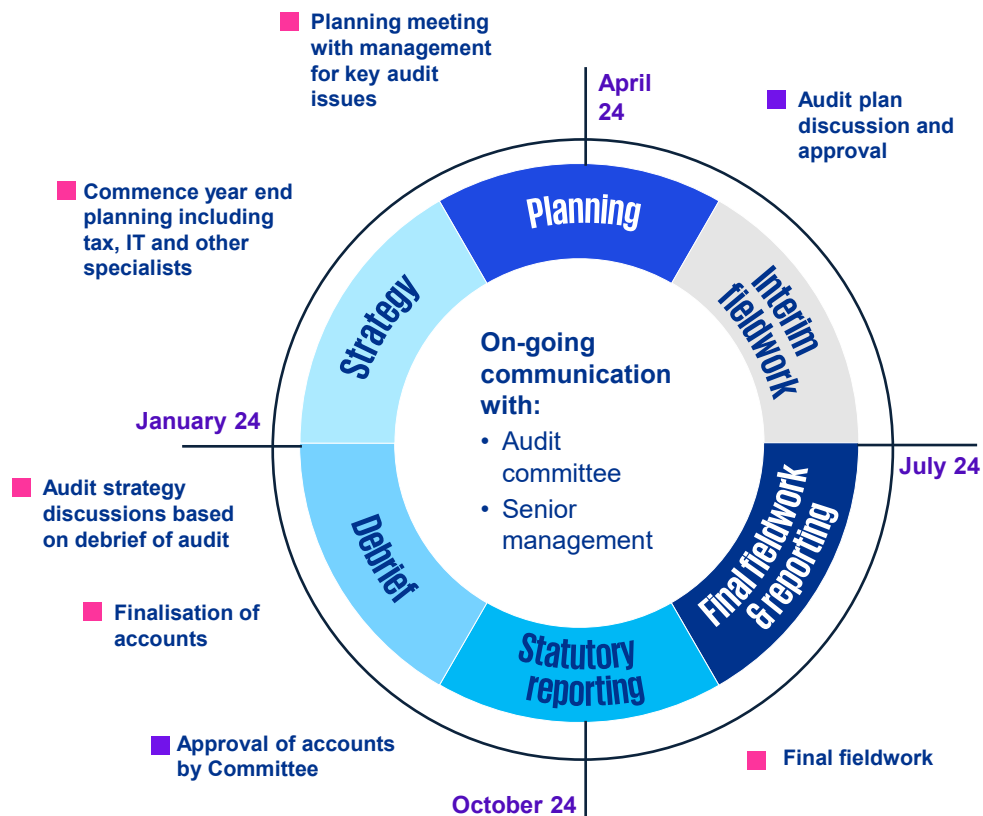 Planning meeting
with management
for key audit
issues
April
24
Audit plan
discussion and
approval
Commence year end
planning including
tax, IT and other
specialists
Planning
Interim
fieldwork
Strategy
On-going
communication
with:
• Audit
committee
• Senior
management
January 24
July 24
Audit strategy
discussions based
on debrief of audit
Debrief
Final fieldwork
& reporting
Finalisation of
accounts
Statutory
reporting
Approval of accounts
by Committee
Final fieldwork
October 24